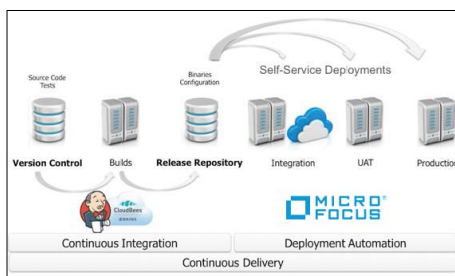 Source Code
Tests
Binaries
Configuration
Self-Service Deployments
Version Control
Builds
Release Repository
Integration
UAT
Production
CloudBees
MICRO
FOCUS
Continuous Integration
Deployment Automation
Continuous Delivery